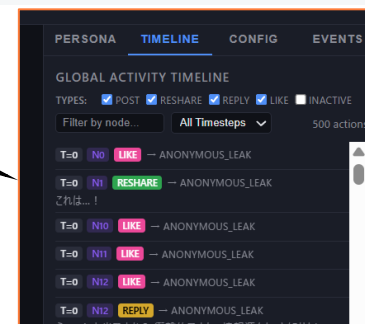 PERSONA TIMELINE CONFIG EVENTS
GLOBAL ACTIVITY TIMELINE
TYPES: POST RESHARE REPLY LIKE INACTIVE
Filter by node... All Timesteps 500 actions
T=0 N0 LIKE → ANONYMOUS_LEAK
T=0 N1 RESHARE → ANONYMOUS_LEAK
これは…！
T=0 N10 LIKE → ANONYMOUS_LEAK
T=0 N11 LIKE → ANONYMOUS_LEAK
T=0 N12 LIKE → ANONYMOUS_LEAK
T=0 N12 REPLY → ANONYMOUS_LEAK